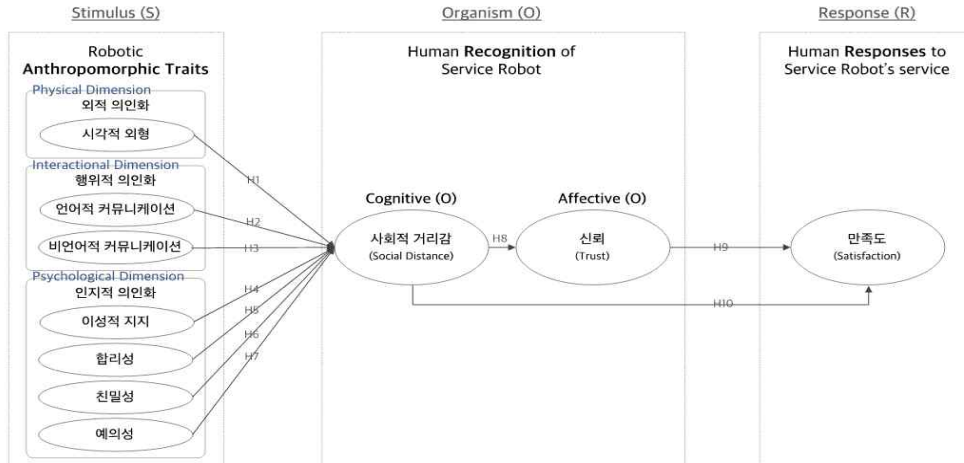 Stimulus (S)
Organism (O)
Response (R)
Robotic
Anthropomorphic Traits
Physical Dimension
외적 의인화
시각적 외형
Interactional Dimension
행위적 의인화
언어적 커뮤니케이션
비언어적 커뮤니케이션
Psychological Dimension
인지적 의인화
이성적 지지
합리성
친밀성
예의성
H1
H2
H3
H4
H5
H6
H7
Human Recognition of
Service Robot
Cognitive (O)
사회적 거리감
(Social Distance)
H8
Affective (O)
신뢰
(Trust)
H9
H10
Human Responses to
Service Robot's service
만족도
(Satisfaction)